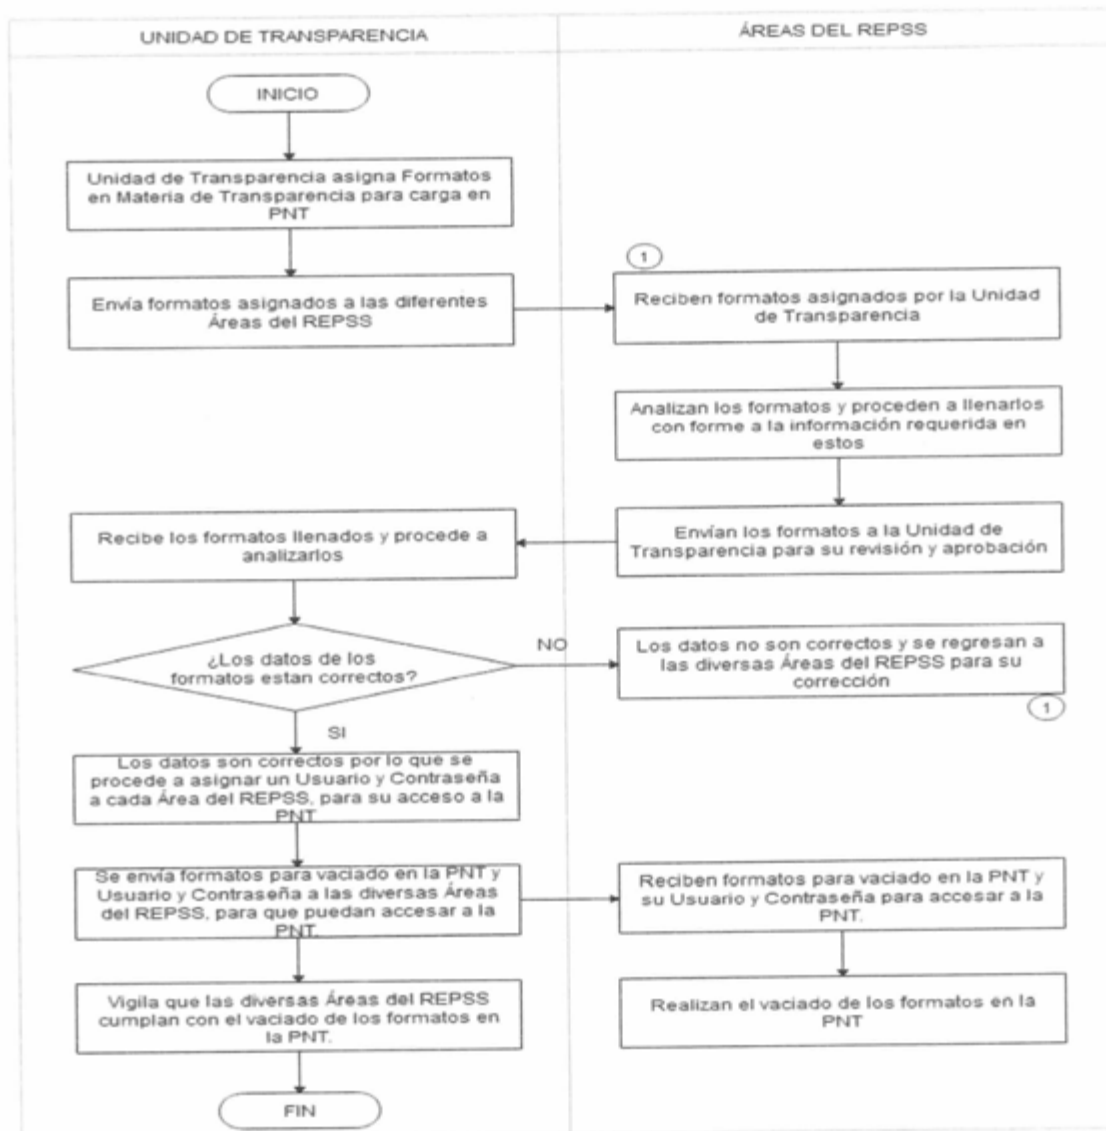 UNIDAD DE TRANSPARENCIA
ÁREAS DEL REPSS
INICIO
Unidad de Transparencia asigna Formatos
en Materia de Transparencia para carga en
PNT
Envía formatos asignados a las diferentes
Áreas del REPSS
1
Reciben formatos asignados por la Unidad
de Transparencia
Analizan los formatos y proceden a llenarlos
con forme a la información requerida en
estos
Envían los formatos a la Unidad de
Transparencia para su revisión y aprobación
Recibe los formatos llenados y procede a
analizarlos
¿Los datos de los
formatos estan correctos?
NO
Los datos no son correctos y se regresan a
las diversas Áreas del REPSS para su
corrección
1
SI
Los datos son correctos por lo que se
procede a asignar un Usuario y Contraseña
a cada Área del REPSS, para su acceso a la
PNT
Se envía formatos para vaciado en la PNT y
Usuario y Contraseña a las diversas Áreas
del REPSS, para que puedan accesar a la
PNT.
Reciben formatos para vaciado en la PNT y
su Usuario y Contraseña para accesar a la
PNT.
Vigila que las diversas Áreas del REPSS
cumplan con el vaciado de los formatos en
la PNT.
Realizan el vaciado de los formatos en la
PNT
FIN